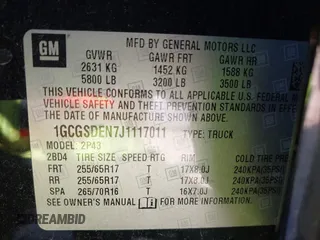 GM
MFD BY GENERAL MOTORS LLC
GVWR GAWR FRT GAWR RR
2631 KG 1452 KG 1588 KG
5800 LB 3200 LB 3500 LB
THIS VEHICLE CONFORMS TO ALL APPLICABLE U.S. FEDERAL MOTOR
VEHICLE SAFETY AND THEFT PREVENTION STANDARDS IN EFFECT ON
THE DATE OF MANUFACTURE SHOWN ABOVE.
1GCGSDEN7J1117011 TYPE: TRUCK
MODEL: 2P43
2BD4 TIRE SIZE SPEED RTG RIM COLD TIRE PRESSURE
FRT 255/65R17 T 17X8.0J 240KPA(35PSI)
RR 255/65R17 T 17X8.0J 240KPA(35PSI)
SPA 265/70R16 T 16X7.0J 240KPA(35PSI)
SEE OWNER'S MANUAL FOR MORE INFORMATION.
DREAMBID